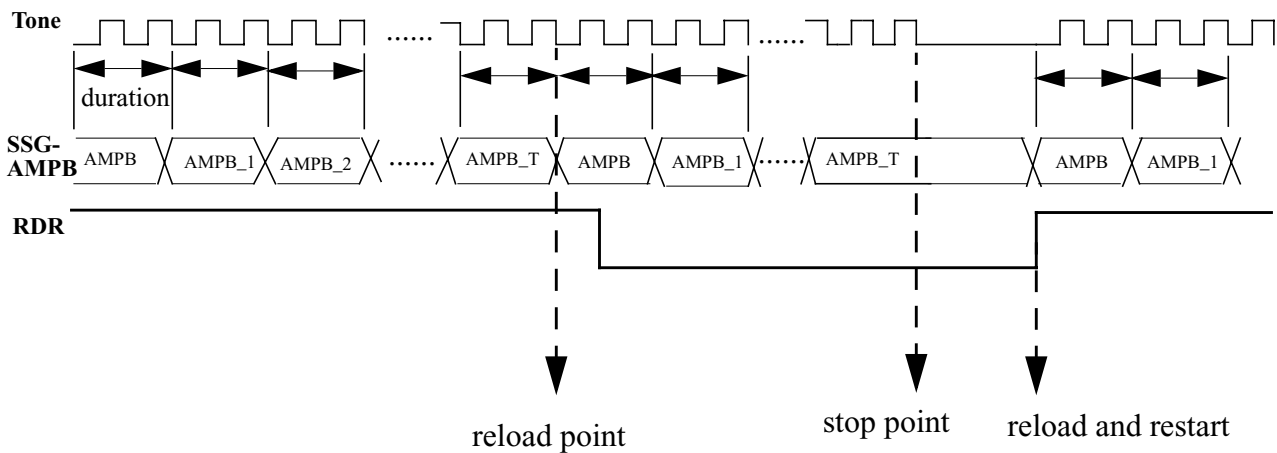 Tone
......
......
duration
SSG-
AMPB
AMPB
AMPB_1
AMPB_2
......
AMPB_T
AMPB
AMPB_1
......
AMPB_T
AMPB
AMPB_1
RDR
reload point
stop point
reload and restart